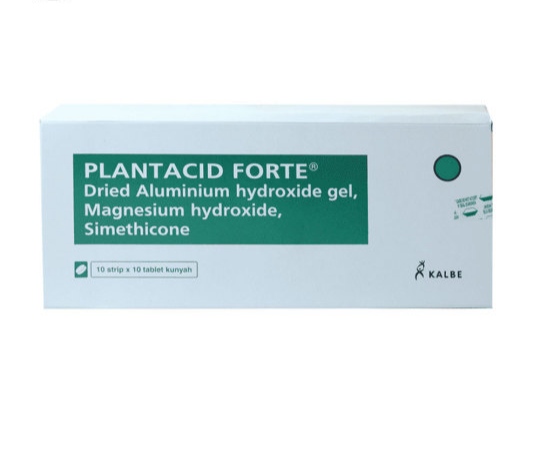 PLANTACID FORTE®
Dried Aluminium hydroxide gel,
Magnesium hydroxide,
Simethicone
10 strip x 10 tablet kunyah
KALBE